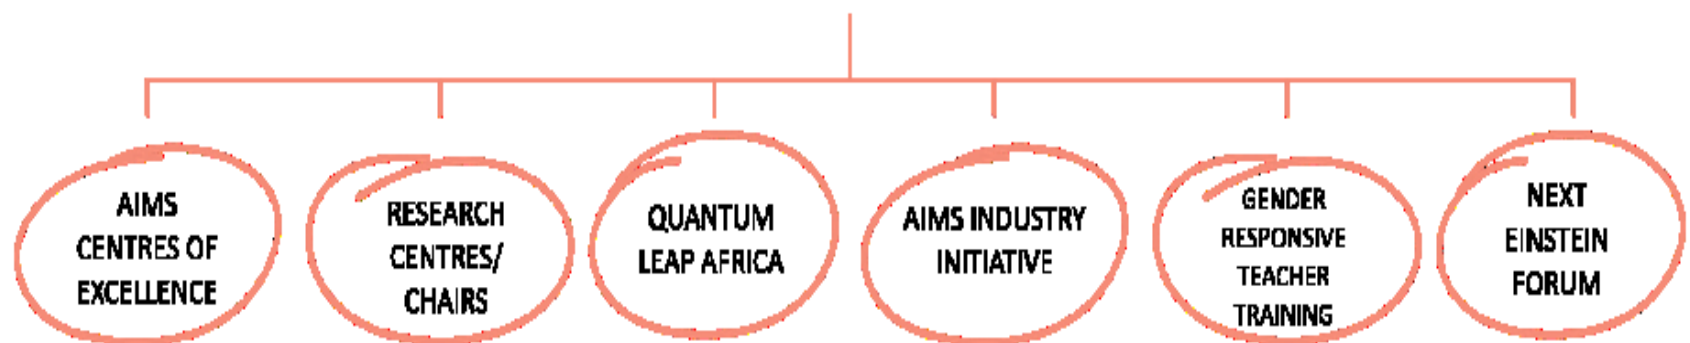 AIMS
CENTRES OF
EXCELLENCE
RESEARCH
CENTRES/
CHAIRS
QUANTUM
LEAP AFRICA
AIMS INDUSTRY
INITIATIVE
GENDER
RESPONSIVE
TEACHER
TRAINING
NEXT
EINSTEIN
FORUM